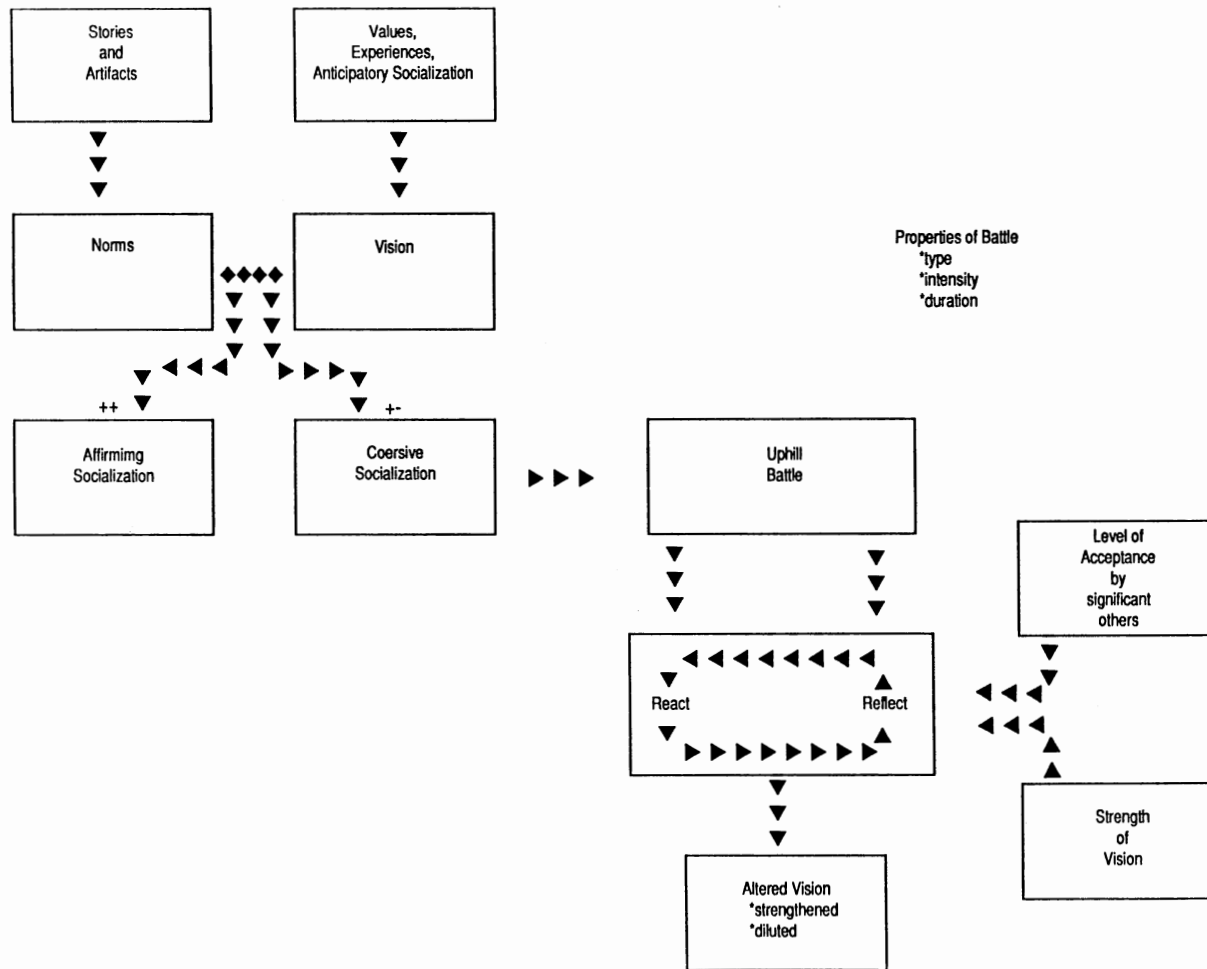 Stories
and
Artifacts
Values,
Experiences,
Anticipatory Socialization
Norms
Vision
Properties of Battle
*type
*intensity
*duration
++
+-
Affirmimg
Socialization
Coersive
Socialization
Uphill
Battle
Level of
Acceptance
by
significant
others
React
Reflect
Strength
of
Vision
Altered Vision
*strengthened
*diluted